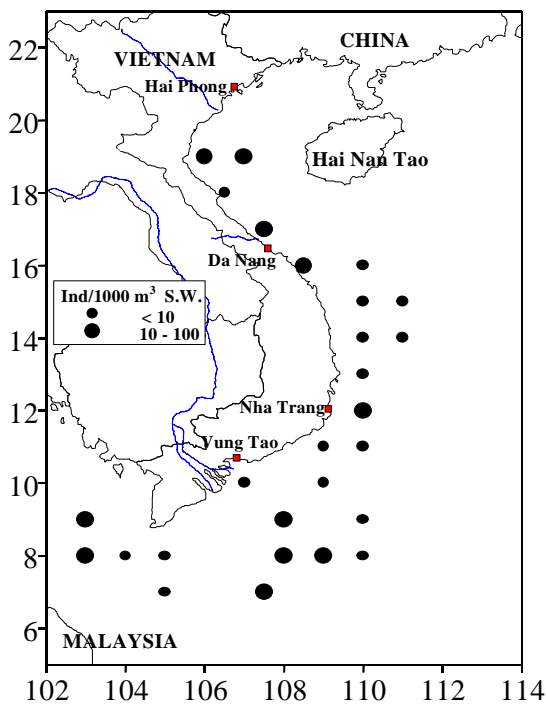 22
20
18
16
14
12
10
8
6
102 104 106 108 110 112 114
CHINA
VIETNAM
Hai Phong
Hai Nan Tao
Da Nang
Ind/1000 m³ S.W.
< 10
10 - 100
Nha Trang
Vung Tao
MALAYSIA